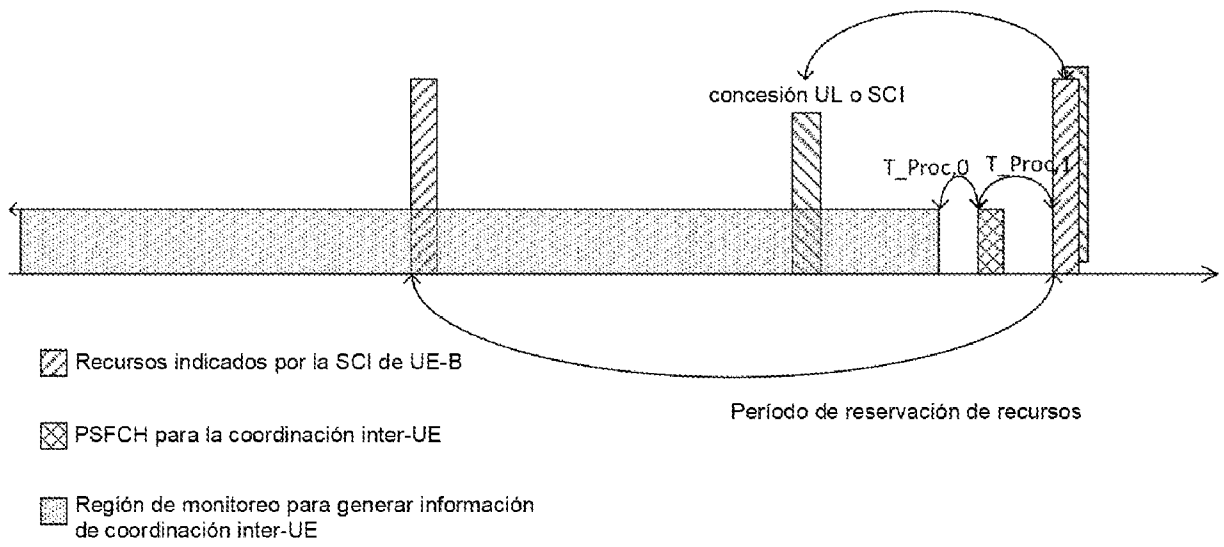 concesión UL o SCI
T_Proc,0
T_Proc,1
Recursos indicados por la SCI de UE-B
Período de reservación de recursos
PSFCH para la coordinación inter-UE
Región de monitoreo para generar información
de coordinación inter-UE